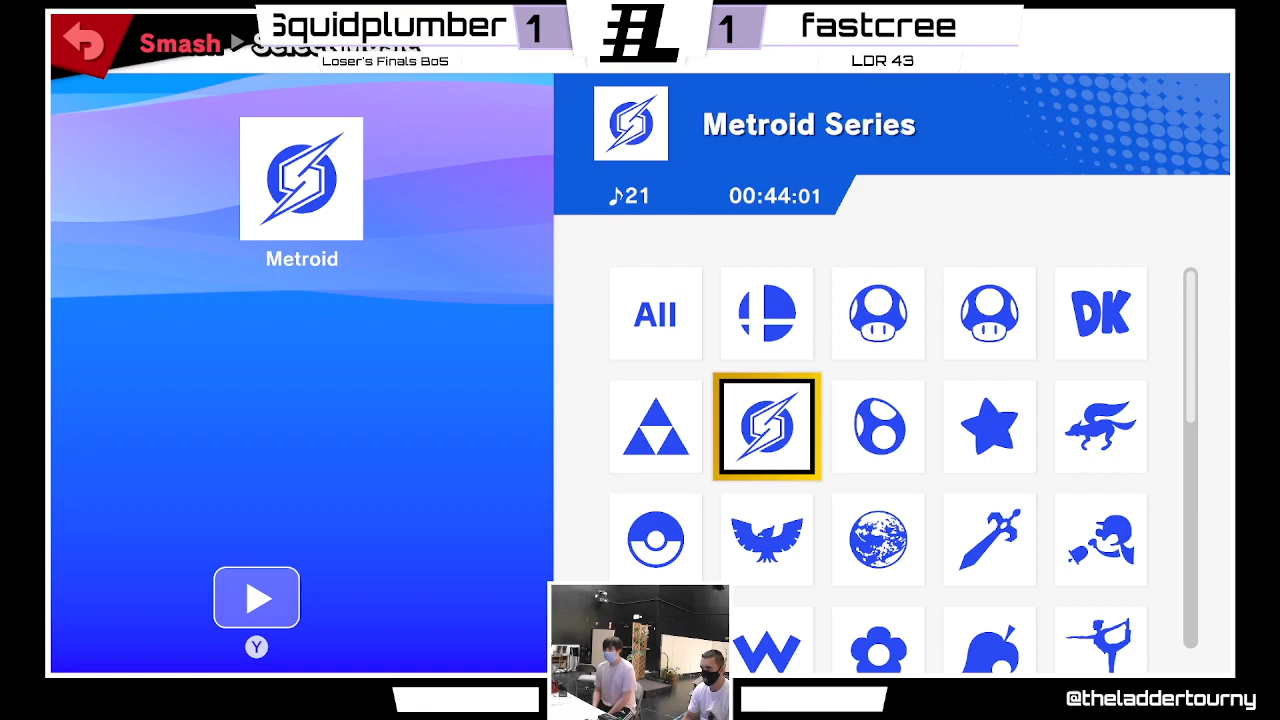 Squidplumber 1 #L 1 fastcree
Smash
Loser's Finals Bo5
LDR 43
Metroid Series
♪21 00:44:01
Metroid
All
DK
Y
@theladdertourny